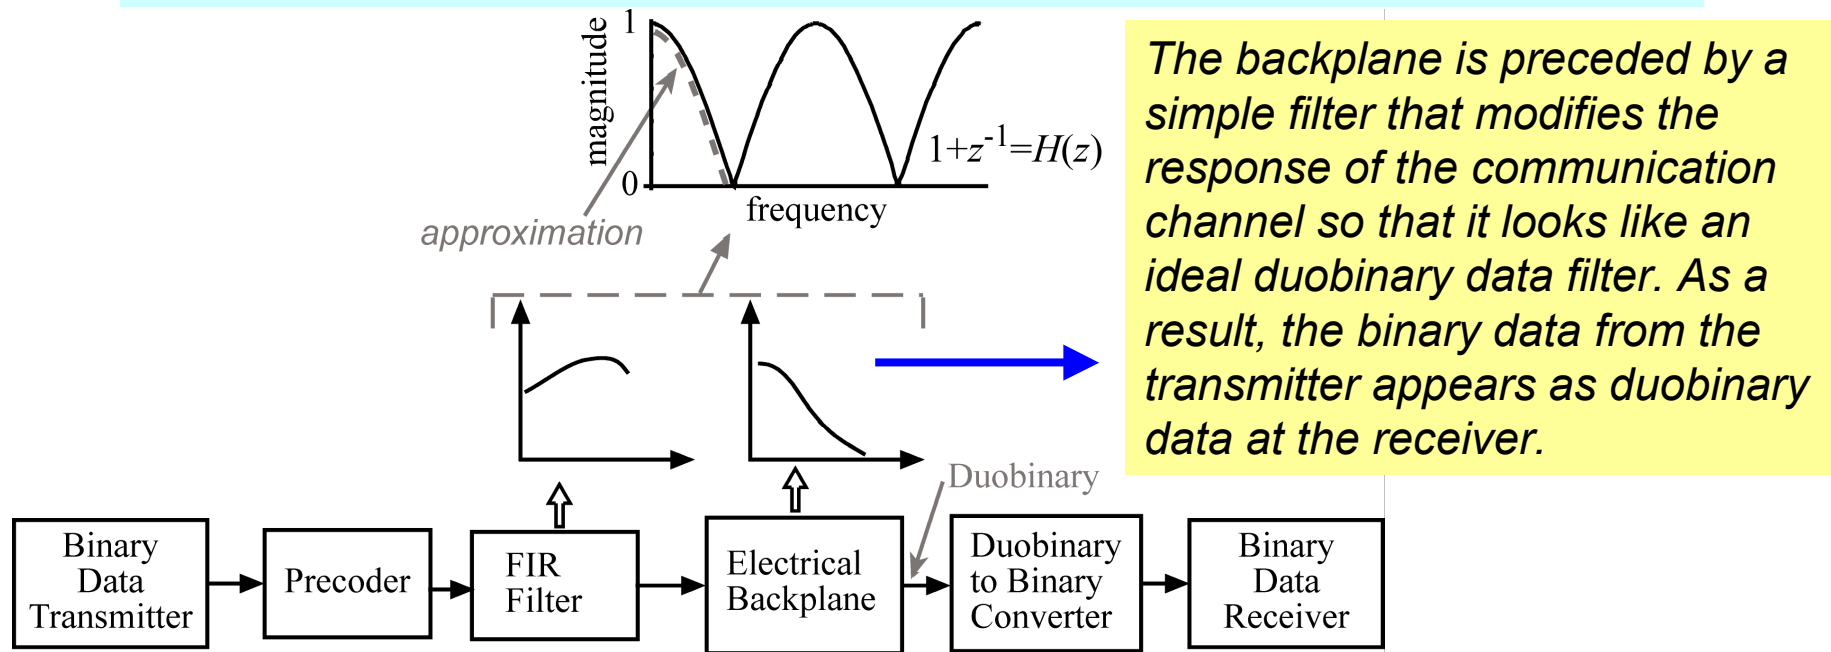 1
magnitude
0
frequency
1+z⁻¹=H(z)
approximation
The backplane is preceded by a
simple filter that modifies the
response of the communication
channel so that it looks like an
ideal duobinary data filter. As a
result, the binary data from the
transmitter appears as duobinary
data at the receiver.
Duobinary
Binary
Data
Transmitter
Precoder
FIR
Filter
Electrical
Backplane
Duobinary
to Binary
Converter
Binary
Data
Receiver